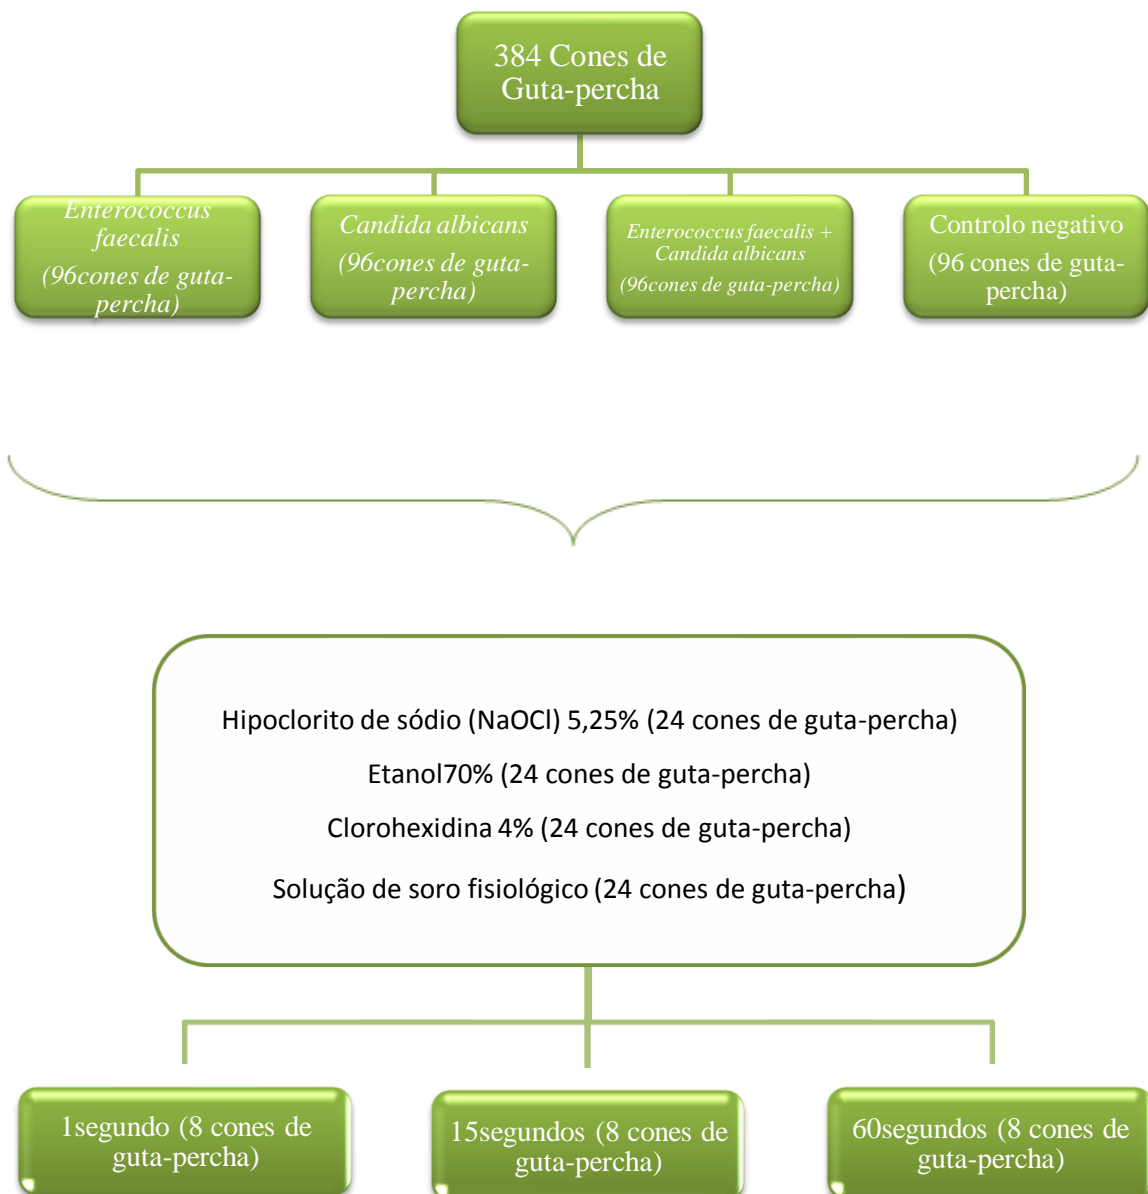 384 Cones de
Guta-percha
Enterococcus
faecalis
(96cones de guta-
percha)
Candida albicans
(96cones de guta-
percha)
Enterococcus faecalis +
Candida albicans
(96cones de guta-percha)
Controlo negativo
(96 cones de guta-
percha)
Hipoclorito de sódio (NaOCl) 5,25% (24 cones de guta-percha)
Etanol70% (24 cones de guta-percha)
Clorohexidina 4% (24 cones de guta-percha)
Solução de soro fisiológico (24 cones de guta-percha)
1segundo (8 cones de
guta-percha)
15segundos (8 cones de
guta-percha)
60segundos (8 cones de
guta-percha)